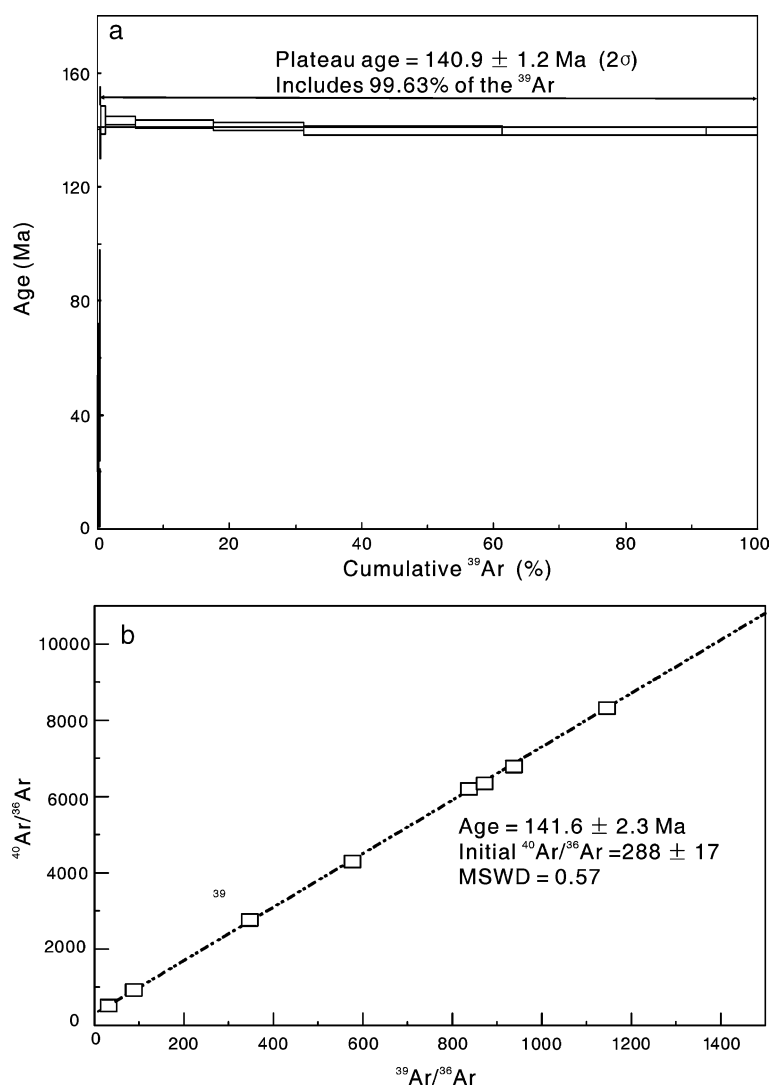 a
Plateau age = 140.9 ± 1.2 Ma (2σ)
Includes 99.63% of the ³⁹Ar
160
120
80
40
0
Age (Ma)
0 20 40 60 80 100
Cumulative ³⁹Ar (%)
b
10000
8000
6000
4000
2000
0
⁴⁰Ar/³⁶Ar
Age = 141.6 ± 2.3 Ma
Initial ⁴⁰Ar/³⁶Ar =288 ± 17
MSWD = 0.57
39
0 200 400 600 800 1000 1200 1400
³⁹Ar/³⁶Ar